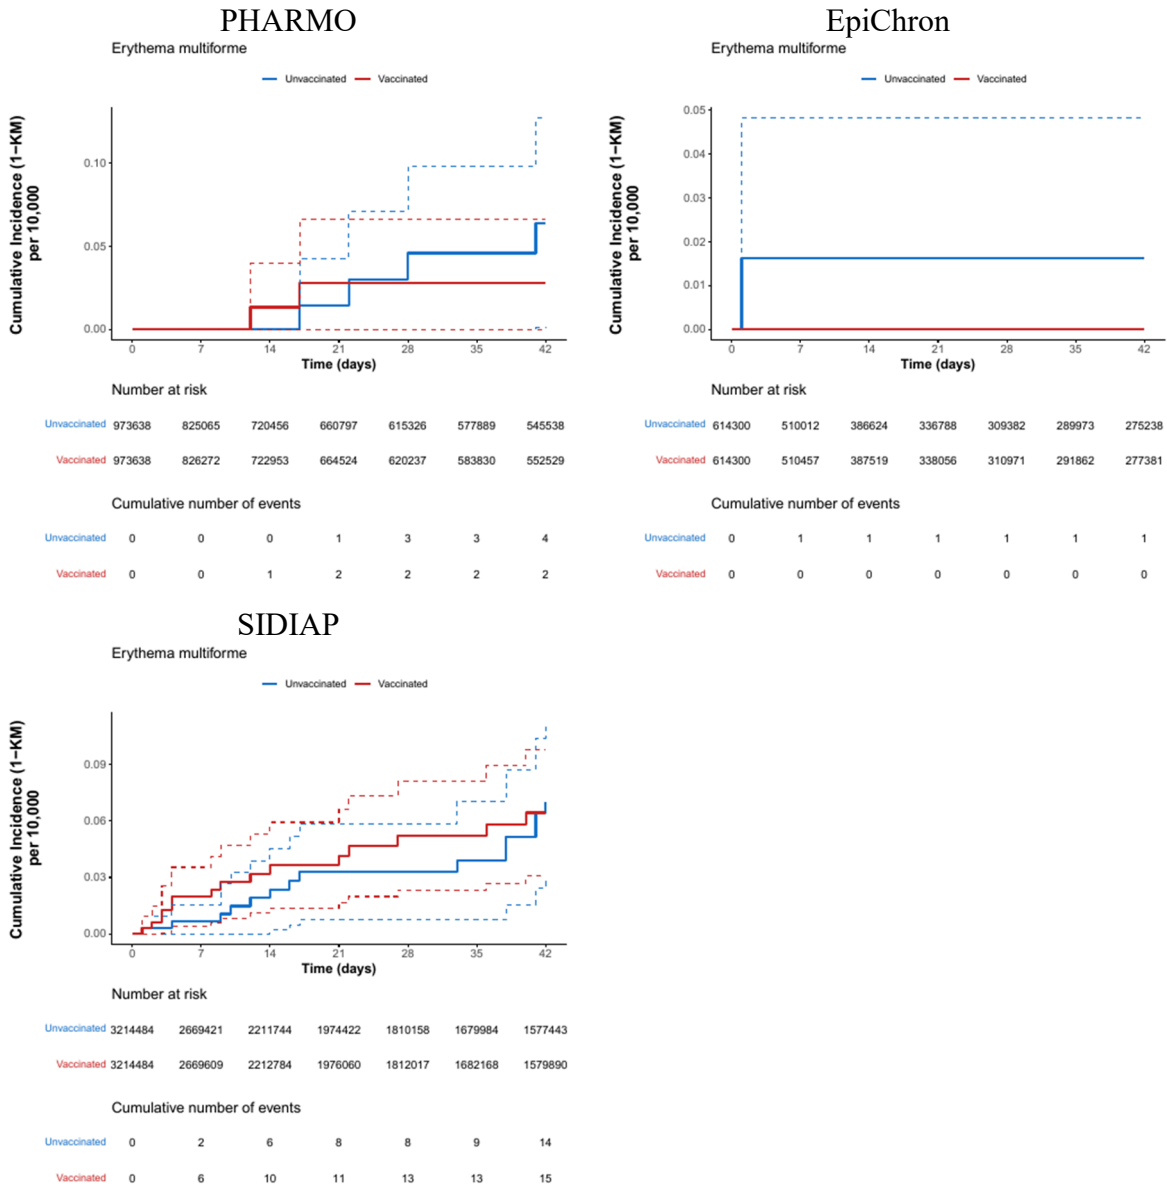 PHARMO
Erythema multiforme
Unvaccinated Vaccinated
Cumulative Incidence (1−KM)
per 10,000
0.10
0.05
0.00
0 7 14 21 28 35 42
Time (days)
Number at risk
Unvaccinated 973638 825065 720456 660797 615326 577889 545538
Vaccinated 973638 826272 722953 664524 620237 583830 552529
Cumulative number of events
Unvaccinated 0 0 0 1 3 3 4
Vaccinated 0 0 1 2 2 2 2
EpiChron
Erythema multiforme
Unvaccinated Vaccinated
Cumulative Incidence (1−KM)
per 10,000
0.05
0.04
0.03
0.02
0.01
0.00
0 7 14 21 28 35 42
Time (days)
Number at risk
Unvaccinated 614300 510012 386624 336788 309382 289973 275238
Vaccinated 614300 510457 387519 338056 310971 291862 277381
Cumulative number of events
Unvaccinated 0 1 1 1 1 1 1
Vaccinated 0 0 0 0 0 0 0
SIDIAP
Erythema multiforme
Unvaccinated Vaccinated
Cumulative Incidence (1−KM)
per 10,000
0.09
0.06
0.03
0.00
0 7 14 21 28 35 42
Time (days)
Number at risk
Unvaccinated 3214484 2669421 2211744 1974422 1810158 1679984 1577443
Vaccinated 3214484 2669609 2212784 1976060 1812017 1682168 1579890
Cumulative number of events
Unvaccinated 0 2 6 8 8 9 14
Vaccinated 0 6 10 11 13 13 15